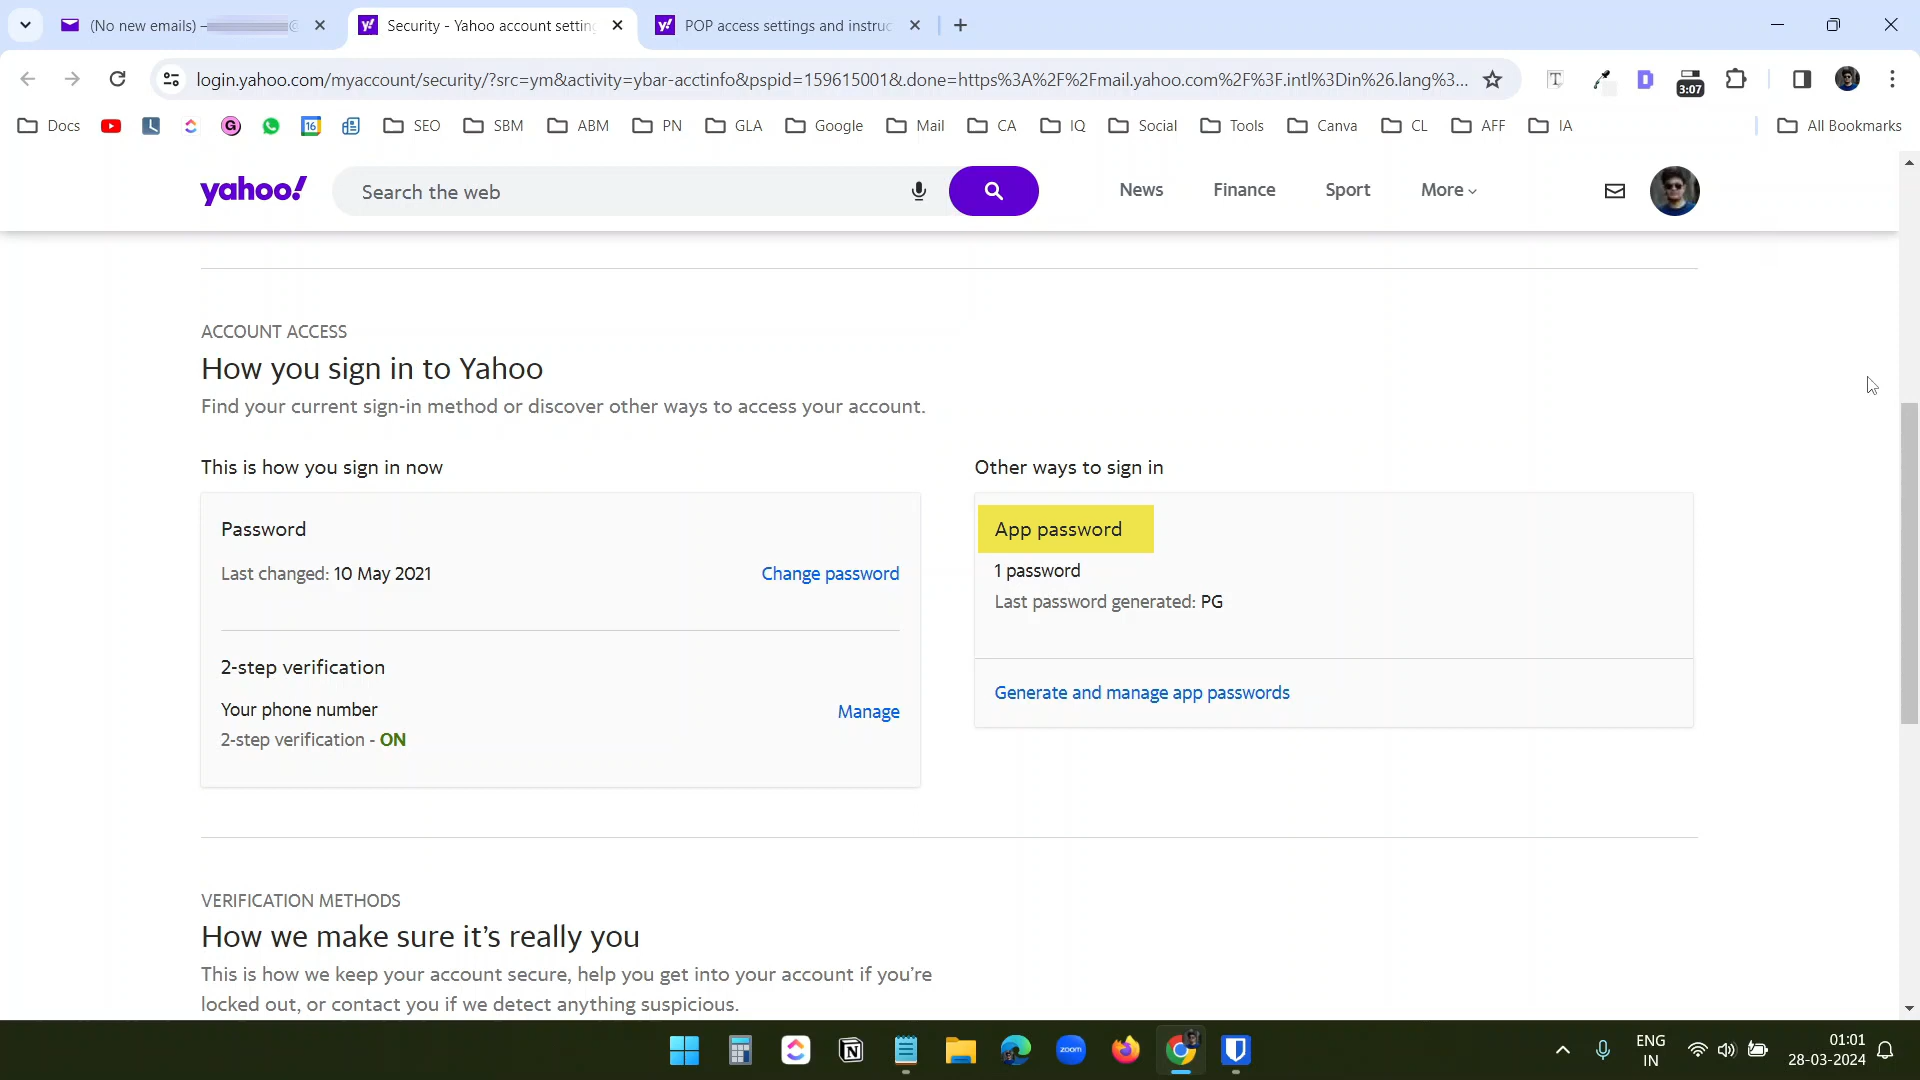 (No new emails) –
Security - Yahoo account settin
POP access settings and instruc
login.yahoo.com/myaccount/security/?src=ym&activity=ybar-acctinfo&pspid=159615001&.done=https%3A%2F%2Fmail.yahoo.com%2F%3F.intl%3Din%26.lang%3...
3:07
Docs
G
16
SEO
SBM
ABM
PN
GLA
Google
Mail
CA
IQ
Social
Tools
Canva
CL
AFF
IA
All Bookmarks
yahoo!
Search the web
News
Finance
Sport
More
ACCOUNT ACCESS
How you sign in to Yahoo
Find your current sign-in method or discover other ways to access your account.
This is how you sign in now
Password
Last changed: 10 May 2021
Change password
2-step verification
Your phone number
Manage
2-step verification - ON
Other ways to sign in
App password
1 password
Last password generated: PG
Generate and manage app passwords
VERIFICATION METHODS
How we make sure it's really you
This is how we keep your account secure, help you get into your account if you're
locked out, or contact you if we detect anything suspicious.
zoom
ENG
IN
01:01
28-03-2024